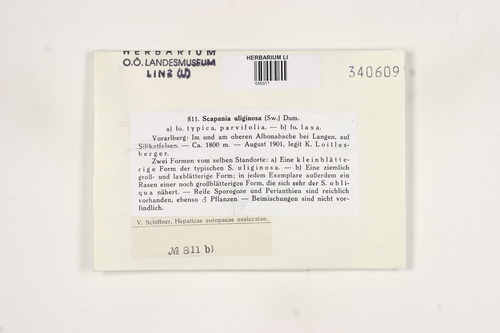 HERBARIUM
O.Ö. LANDESMUSEUM
LINZ (LI)
HERBARIUM LI
340609
811. Scapania uliginosa (Sw.) Dum.
a) fo. typica, parvifolia. — b) fo. laxa.
Vorarlberg: Im und am oberen Albonabache bei Langen, auf
Silikatfelsen. — Ca. 1800 m. — August 1901, legit K. Loitles-
berger.
Zwei Formen vom selben Standorte: a) Eine kleinblätte-
rige Form der typischen S. uliginosa. — b) Eine ziemlich
groß- und laxblätterige Form; in jedem Exemplare außerdem ein
Rasen einer noch großblätterigen Form, die sich sehr der S. obli-
qua nähert. — Reife Sporogone und Perianthien sind reichlich
vorhanden, ebenso ♂ Pflanzen — Beimischungen sind nicht vor-
findlich.
V. Schiffner, Hepaticae europaeae exsiccatae.
№ 811 b)